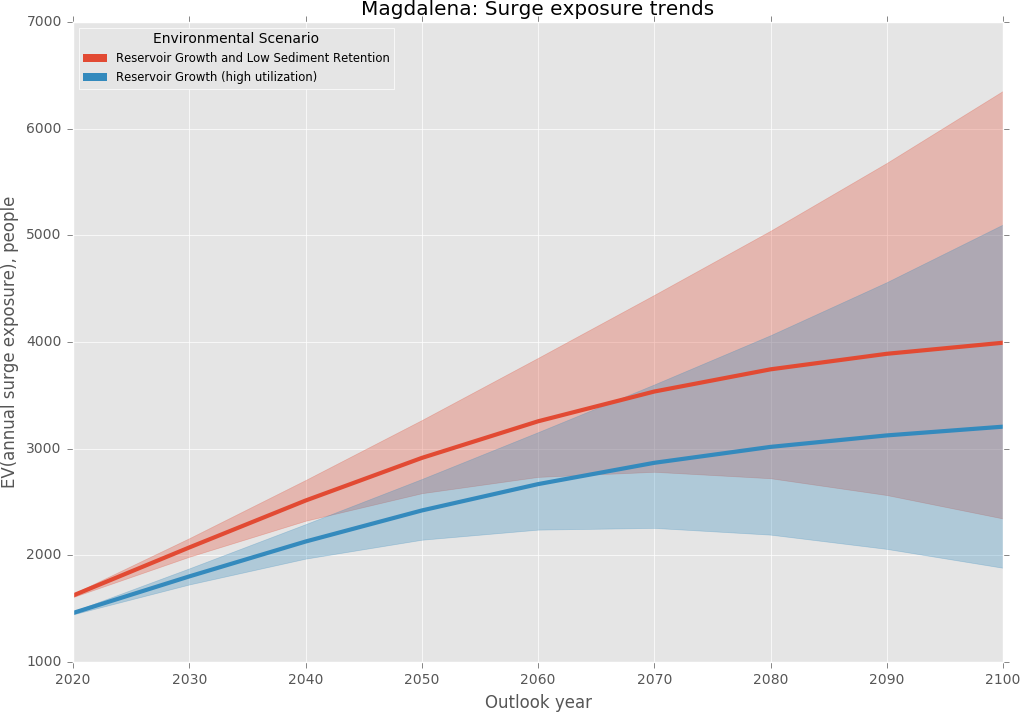 Magdalena: Surge exposure trends
7000
6000
5000
4000
3000
2000
1000
EV(annual surge exposure), people
Environmental Scenario
Reservoir Growth and Low Sediment Retention
Reservoir Growth (high utilization)
2020 2030 2040 2050 2060 2070 2080 2090 2100
Outlook year